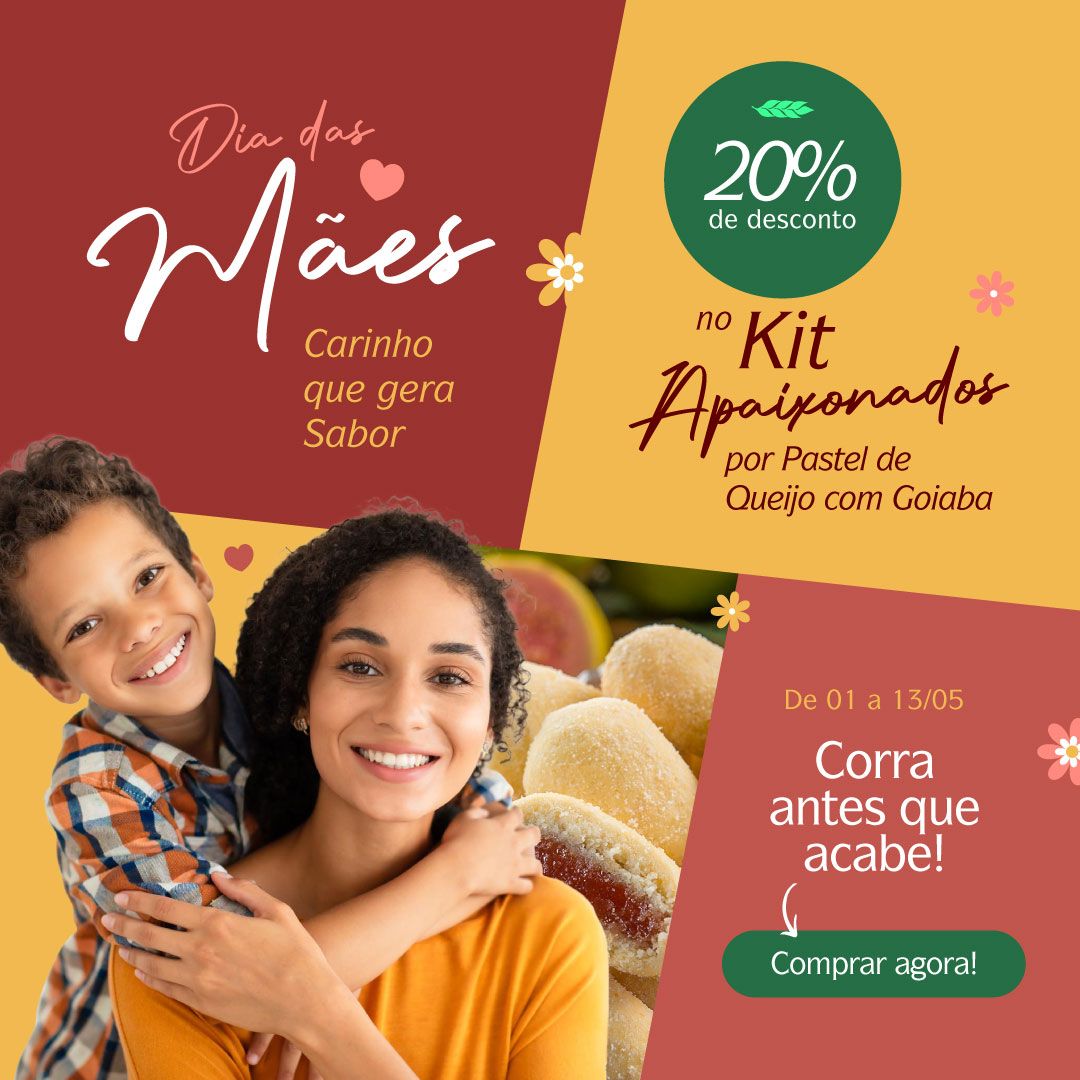 Dia das
Mães
Carinho
que gera
Sabor
20%
de desconto
no Kit
Apaixonados
por Pastel de
Queijo com Goiaba
De 01 a 13/05
Corra
antes que
acabe!
Comprar agora!